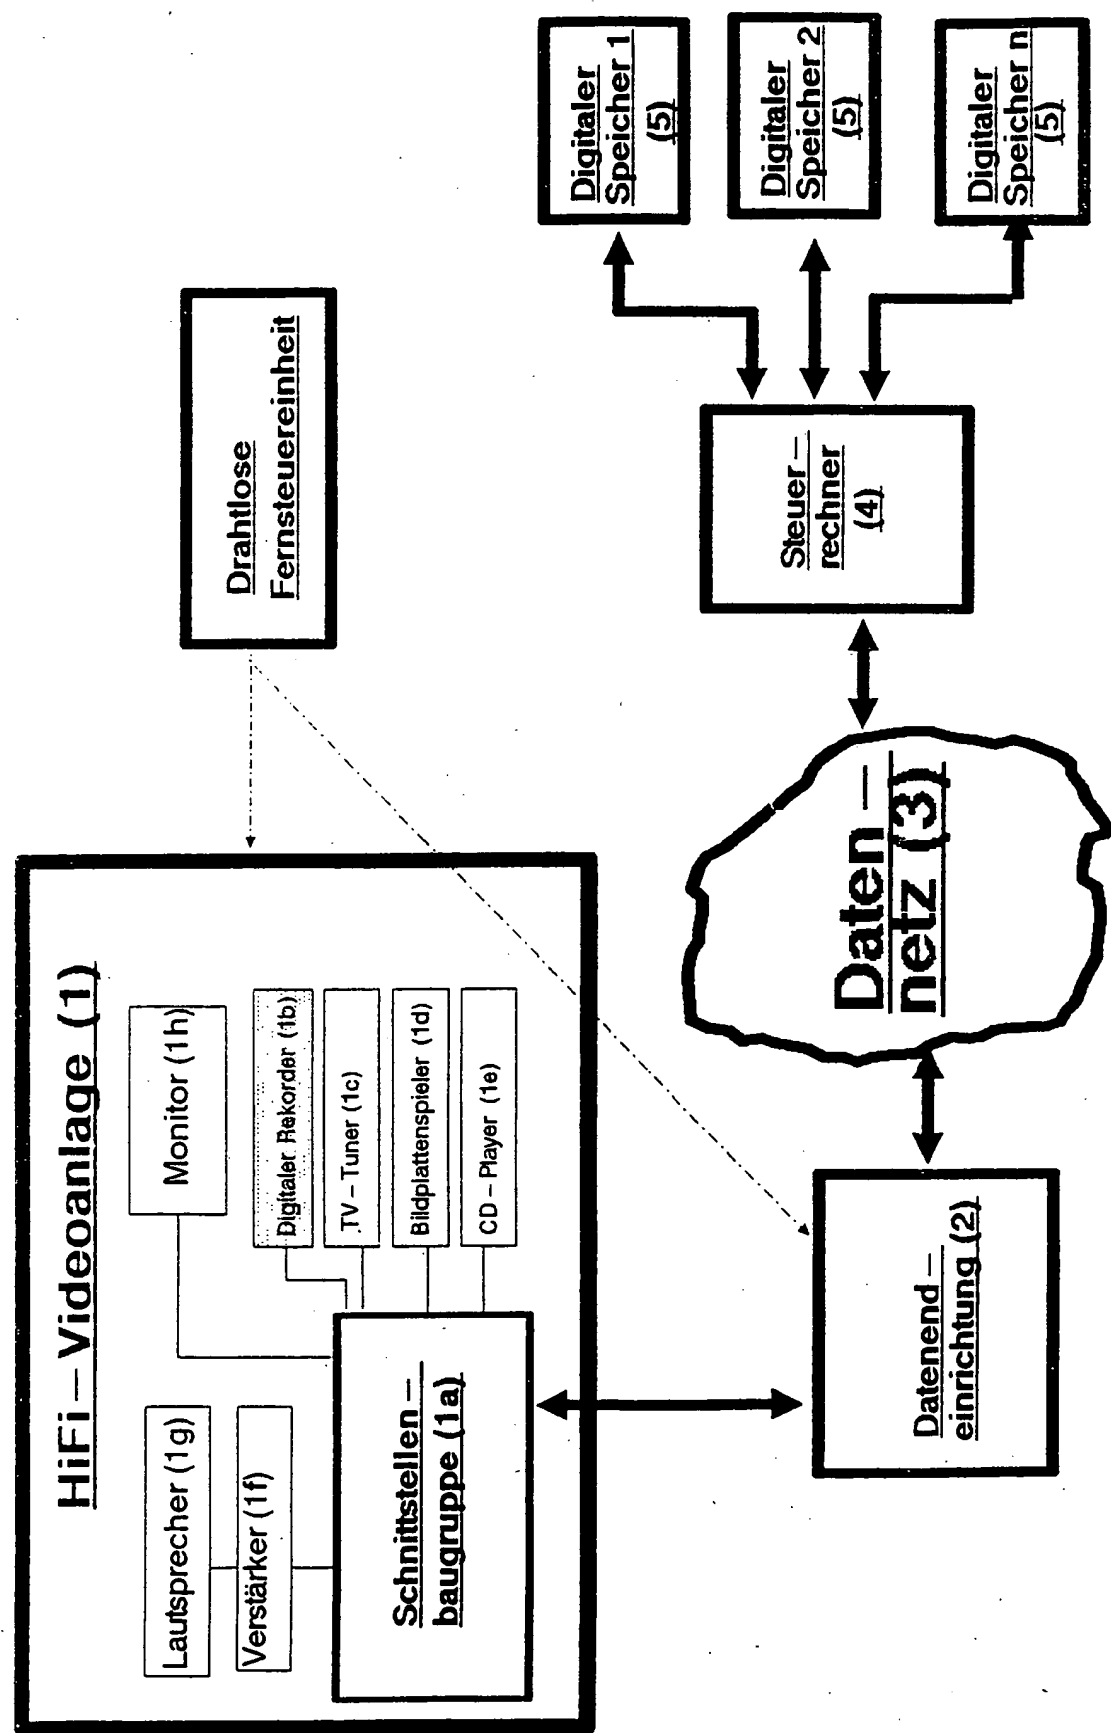 HiFi – Videoanlage (1)
Lautsprecher (1g)
Verstärker (1f)
Monitor (1h)
Digitaler Rekorder (1b)
TV – Tuner (1c)
Bildplattenspieler (1d)
CD – Player (1e)
Schnittstellen –
baugruppe (1a)
Drahtlose
Fernsteuereinheit
Datenend –
einrichtung (2)
Daten –
netz (3)
Steuer –
rechner
(4)
Digitaler
Speicher 1
(5)
Digitaler
Speicher 2
(5)
Digitaler
Speicher n
(5)